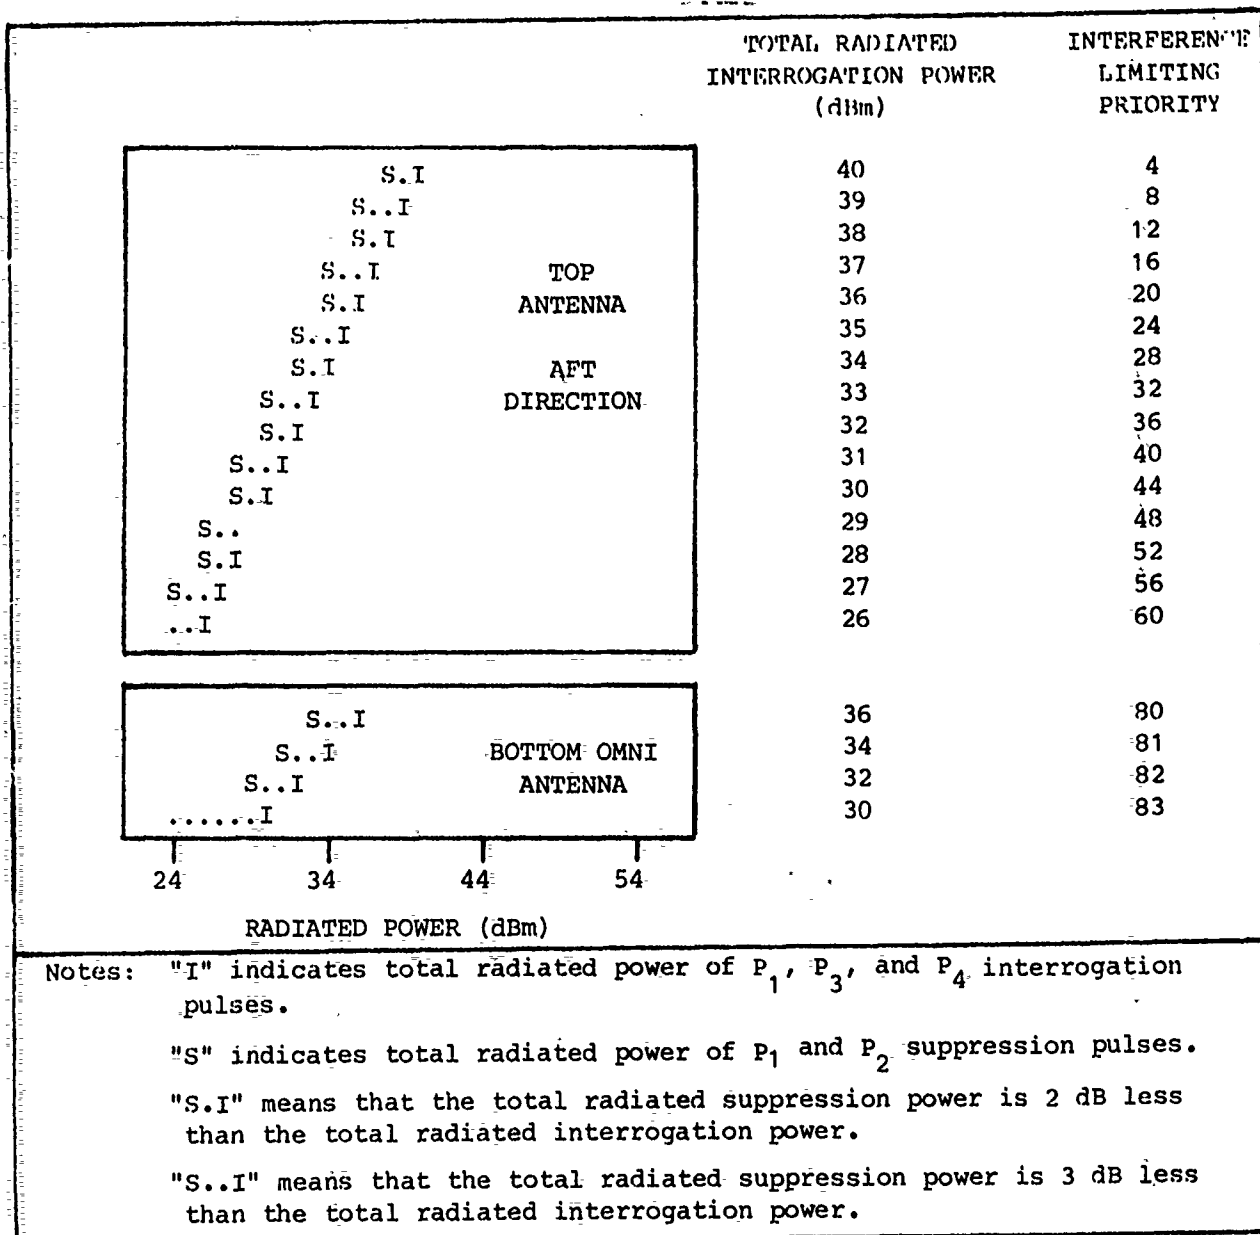 TOTAL RADIATED INTERFERENCE
INTERROGATION POWER LIMITING
(dBm) PRIORITY
S.I 40 4
S..I 39 8
S.I 38 12
S..I TOP 37 16
S.I ANTENNA 36 20
S..I 35 24
S.I AFT 34 28
S..I DIRECTION 33 32
S.I 32 36
S..I 31 40
S.I 30 44
S.. 29 48
S.I 28 52
S..I 27 56
...I 26 60
S..I 36 80
S..I BOTTOM OMNI 34 81
S..I ANTENNA 32 82
......I 30 83
24 34 44 54
RADIATED POWER (dBm)
Notes: "I" indicates total radiated power of P1, P3, and P4 interrogation
pulses.
"S" indicates total radiated power of P1 and P2 suppression pulses.
"S.I" means that the total radiated suppression power is 2 dB less
than the total radiated interrogation power.
"S..I" means that the total radiated suppression power is 3 dB less
than the total radiated interrogation power.